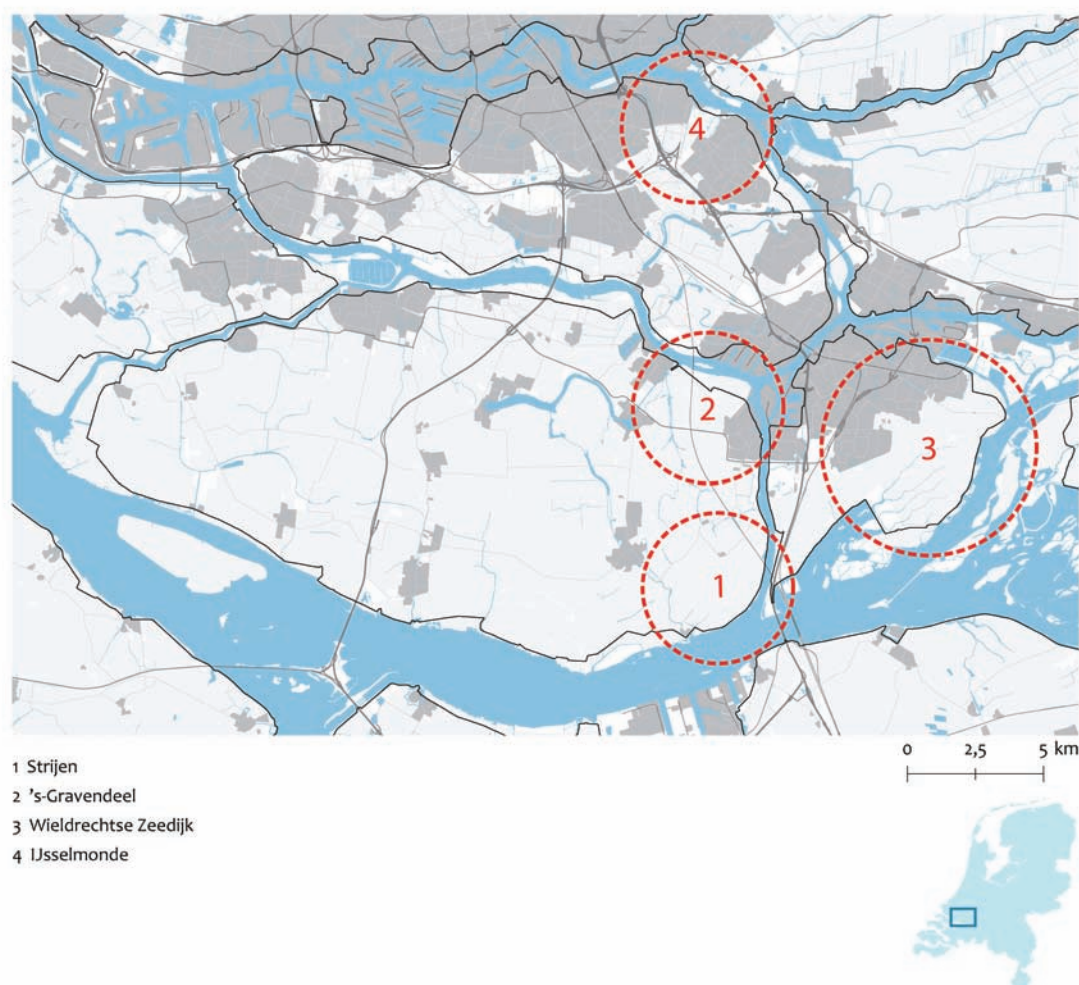 4
2
3
1
1 Strijen
2 's-Gravendeel
3 Wieldrechtse Zeedijk
4 IJsselmonde
0 2,5 5 km